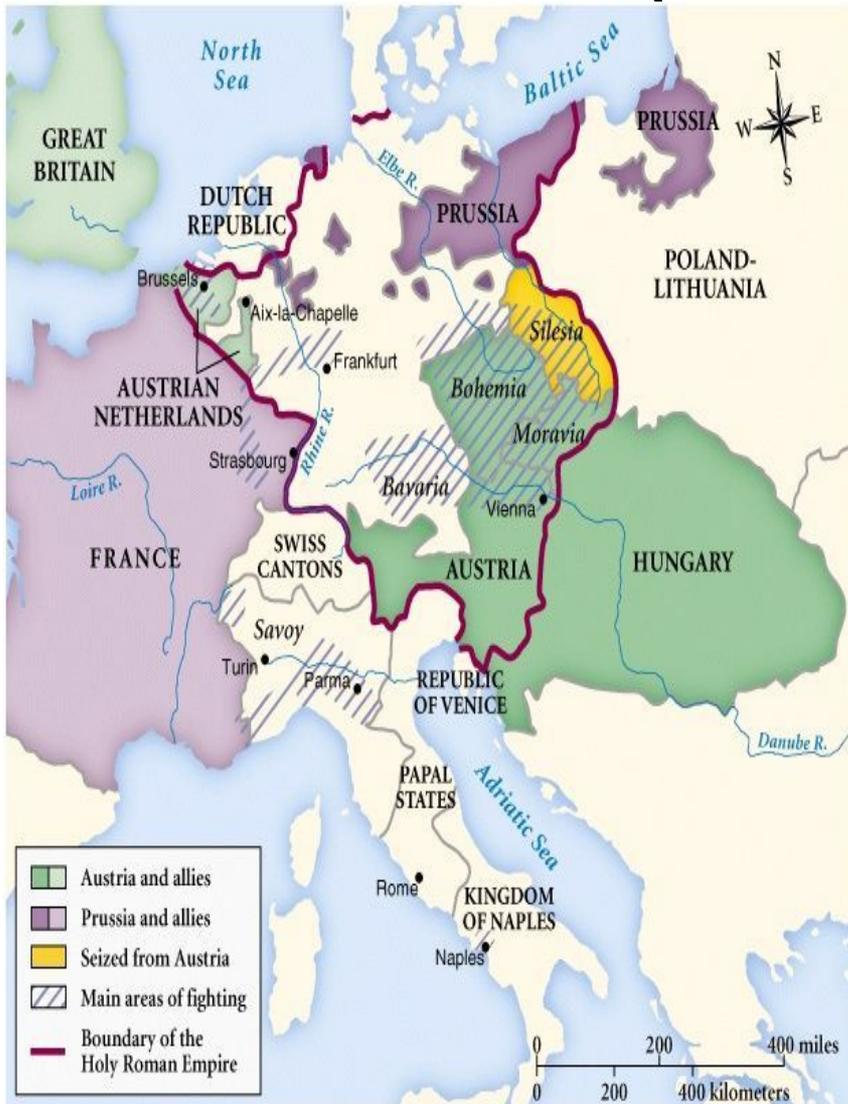 North
Sea
Baltic Sea
N
W
E
S
GREAT
BRITAIN
PRUSSIA
Elbe R.
DUTCH
REPUBLIC
PRUSSIA
POLAND-
LITHUANIA
Brussels
Aix-la-Chapelle
Silesia
Frankfurt
AUSTRIAN
NETHERLANDS
Bohemia
Rhine R.
Moravia
Strasbourg
Loire R.
Bavaria
Vienna
FRANCE
SWISS
CANTONS
AUSTRIA
HUNGARY
Savoy
Turin
Parma
REPUBLIC
OF VENICE
Danube R.
PAPAL
STATES
Adriatic Sea
Rome
KINGDOM
OF NAPLES
Naples
Austria and allies
Prussia and allies
Seized from Austria
Main areas of fighting
Boundary of the
Holy Roman Empire
0 200 400 miles
0 200 400 kilometers